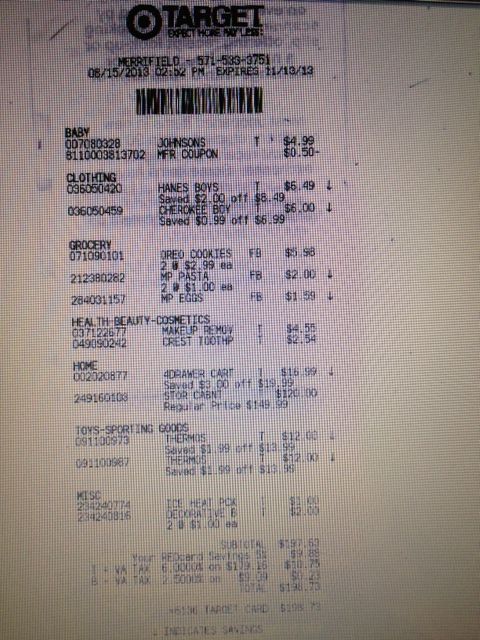 TARGET
EXPECT MORE. PAY LESS.
MERRIFIELD - 571-533-3751
08/15/2013 02:52 PM EXPIRES 11/13/13
BABY
007080328 JOHNSONS T $4.99
8110003813702 MFR COUPON $0.50-
CLOTHING
036050420 HANES BOYS T $6.49 ↓
Saved $2.00 off $8.49
036050459 CHEROKEE BOY T $6.00 ↓
Saved $0.99 off $6.99
GROCERY
071090101 OREO COOKIES FB $5.98
2 @ $2.99 ea
212380282 MP PASTA FB $2.00 ↓
2 @ $1.00 ea
284031157 MP EGGS FB $1.59 ↓
HEALTH-BEAUTY-COSMETICS
037122677 MAKEUP REMOV T $4.55
049090242 CREST TOOTHP T $2.54
HOME
002020877 4DRAWER CART T $16.99 ↓
Saved $3.00 off $19.99
249160103 STOR CABNT $120.00
Regular Price $149.99
TOYS-SPORTING GOODS
091100973 THERMOS T $12.00 ↓
Saved $1.99 off $13.99
091100987 THERMOS T $12.00 ↓
Saved $1.99 off $13.99
MISC
234240774 ICE HEAT PCK T $1.00
234240816 DECORATIVE B T $2.00
2 @ $1.00 ea
SUBTOTAL $197.63
Your REDcard Savings 5% $9.88
T - VA TAX 6.0000% on $179.16 $10.75
B - VA TAX 2.5000% on $9.09 $0.23
TOTAL $198.73
TARGET CARD $198.73
↓ INDICATES SAVINGS